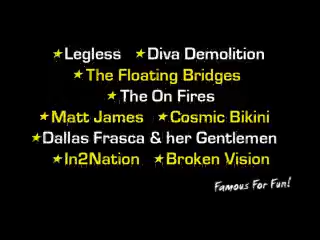 ★Legless ★Diva Demolition
★The Floating Bridges
★The On Fires
★Matt James ★Cosmic Bikini
★Dallas Frasca & her Gentlemen
★In2Nation ★Broken Vision
Famous For Fun!